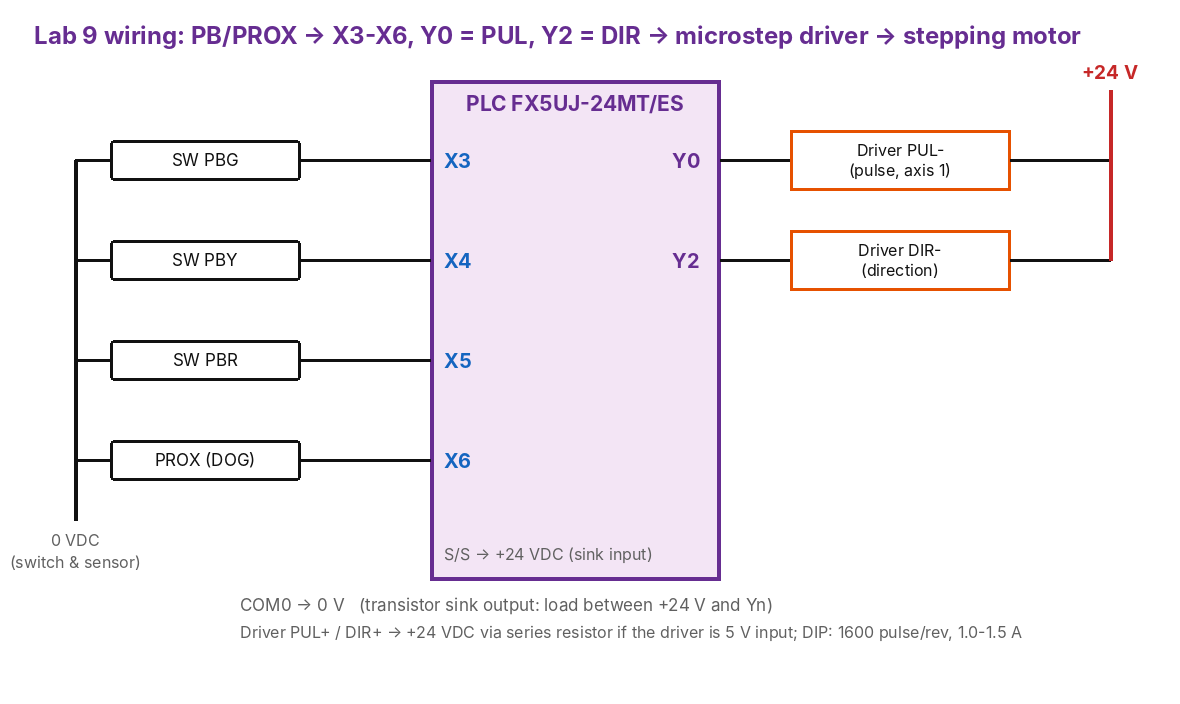 Lab 9 wiring: PB/PROX → X3-X6, Y0 = PUL, Y2 = DIR → microstep driver → stepping motor
+24 V
PLC FX5UJ-24MT/ES
SW PBG
X3
Y0
Driver PUL-
(pulse, axis 1)
SW PBY
X4
Y2
Driver DIR-
(direction)
SW PBR
X5
PROX (DOG)
X6
0 VDC
(switch & sensor)
S/S → +24 VDC (sink input)
COM0 → 0 V (transistor sink output: load between +24 V and Yn)
Driver PUL+ / DIR+ → +24 VDC via series resistor if the driver is 5 V input; DIP: 1600 pulse/rev, 1.0-1.5 A